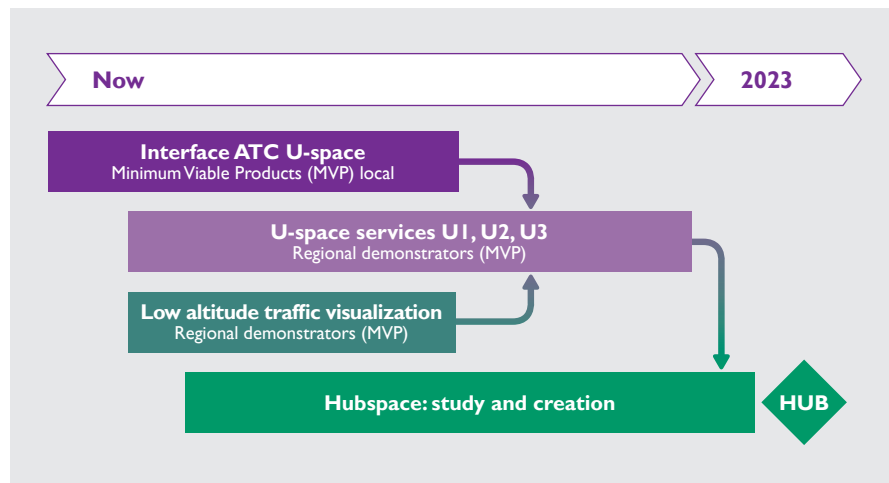 Now
2023
Interface ATC U-space
Minimum Viable Products (MVP) local
U-space services U1, U2, U3
Regional demonstrators (MVP)
Low altitude traffic visualization
Regional demonstrators (MVP)
Hubspace: study and creation
HUB